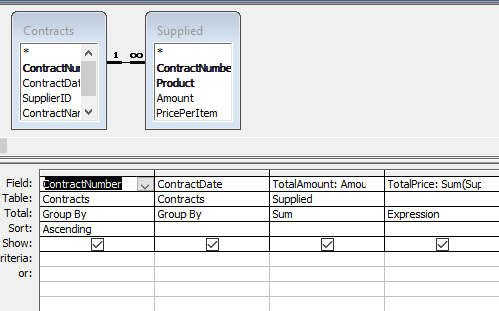 Contracts
Supplied
*
ContractNu
ContractDat
SupplierID
ContractNar
1
∞
*
ContractNumbe
Product
Amount
PricePerItem
Field: ContractNumber ContractDate TotalAmount: Amou TotalPrice: Sum(Sup
Table: Contracts Contracts Supplied
Total: Group By Group By Sum Expression
Sort: Ascending
Show:
riteria:
or: